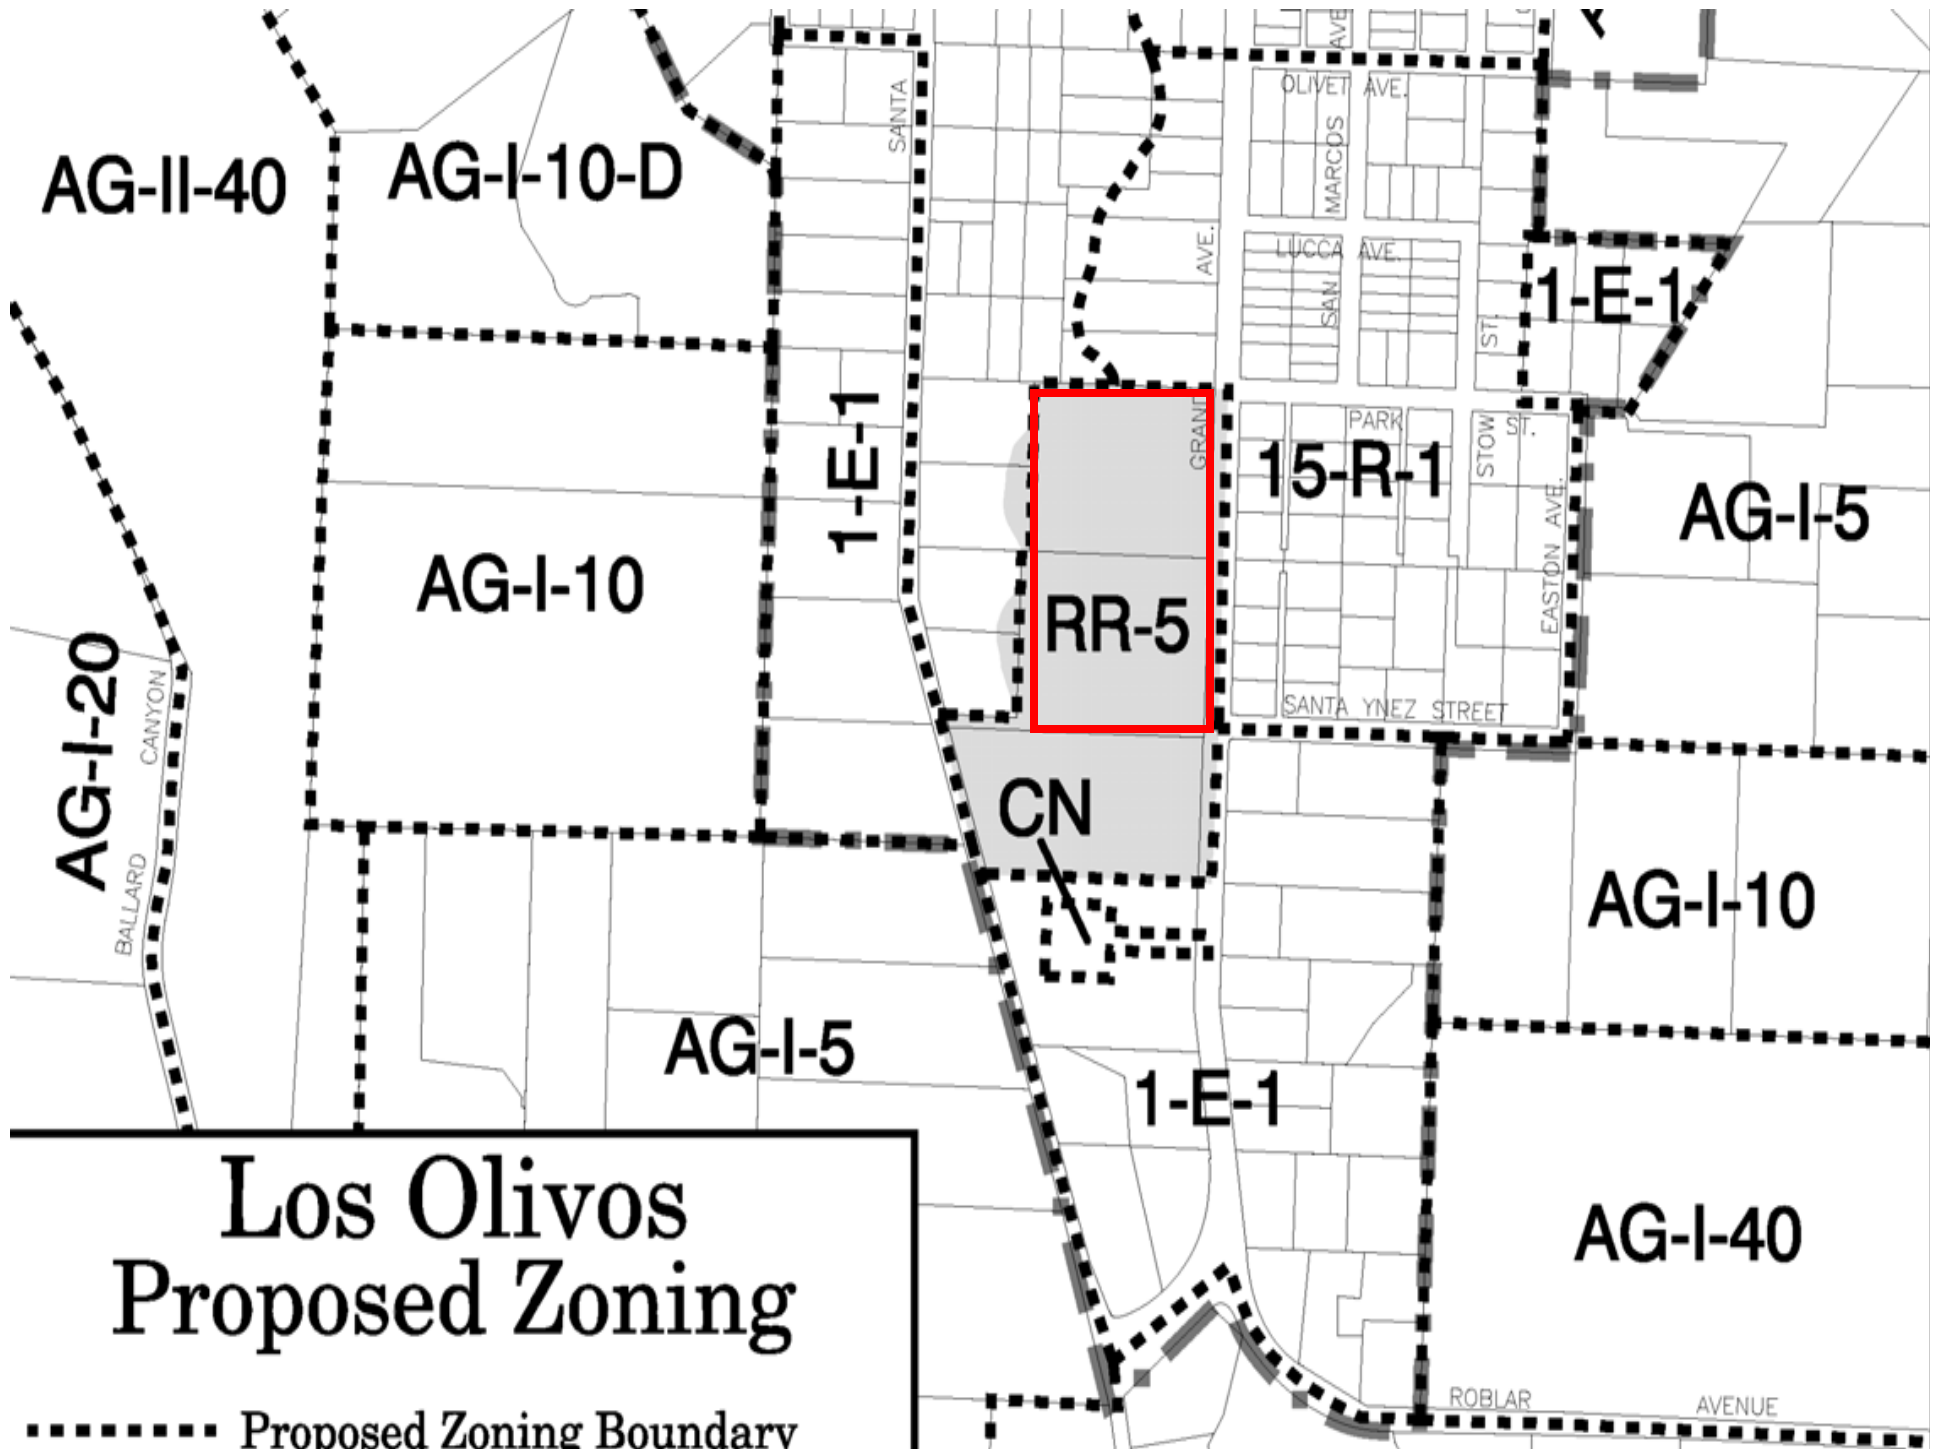 SANTA
AVE
OLIVET AVE.
AG-II-40
AG-I-10-D
SAN MARCOS
AVE.
LUCCA AVE.
1-E-1
ST.
1-E-1
GRAND
PARK ST.
STOW
15-R-1
AG-I-5
EASTON AVE.
AG-I-10
RR-5
AG-I-20
BALLARD CANYON
SANTA YNEZ STREET
CN
AG-I-10
AG-I-5
1-E-1
AG-I-40
Los Olivos
Proposed Zoning
Proposed Zoning Boundary
ROBLAR AVENUE